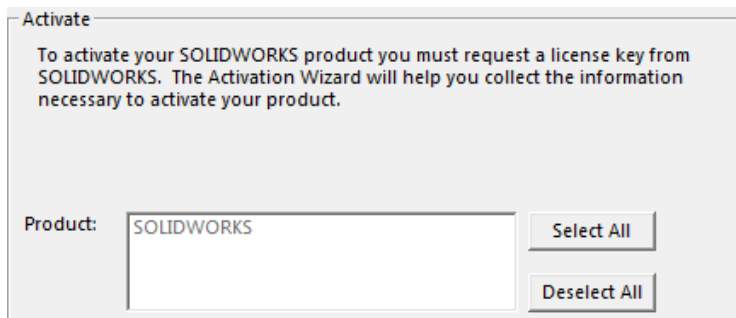 Activate
To activate your SOLIDWORKS product you must request a license key from
SOLIDWORKS. The Activation Wizard will help you collect the information
necessary to activate your product.
Product:
SOLIDWORKS
Select All
Deselect All